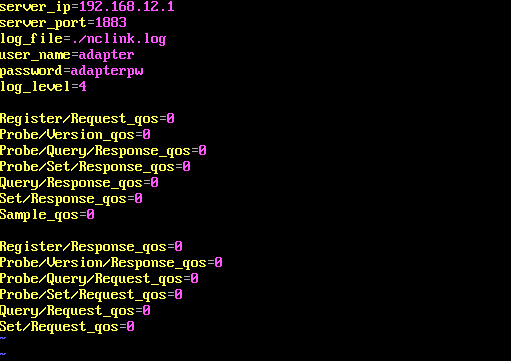 server_ip=192.168.12.1
server_port=1883
log_file=./nclink.log
user_name=adapter
password=adapterpw
log_level=4

Register/Request_qos=0
Probe/Version_qos=0
Probe/Query/Response_qos=0
Probe/Set/Response_qos=0
Query/Response_qos=0
Set/Response_qos=0
Sample_qos=0

Register/Response_qos=0
Probe/Version/Response_qos=0
Probe/Query/Request_qos=0
Probe/Set/Request_qos=0
Query/Request_qos=0
Set/Request_qos=0
~
~